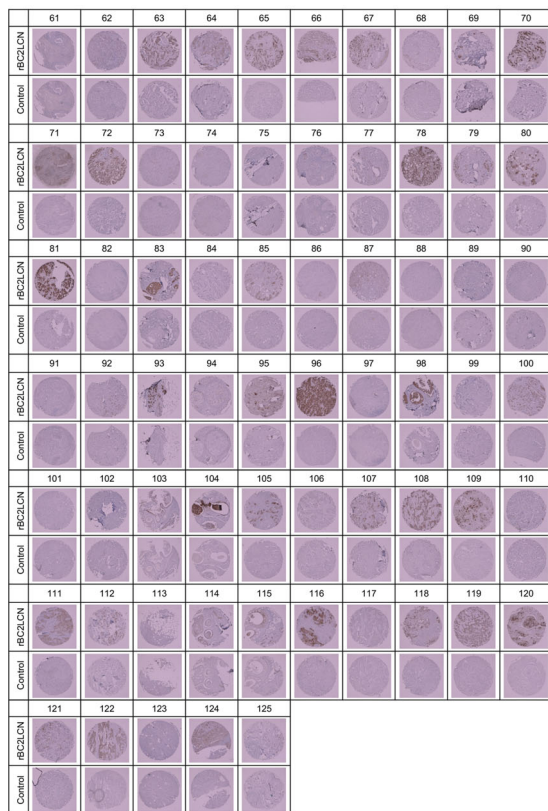 61 62 63 64 65 66 67 68 69 70
rBC2LCN
Control
71 72 73 74 75 76 77 78 79 80
rBC2LCN
Control
81 82 83 84 85 86 87 88 89 90
rBC2LCN
Control
91 92 93 94 95 96 97 98 99 100
rBC2LCN
Control
101 102 103 104 105 106 107 108 109 110
rBC2LCN
Control
111 112 113 114 115 116 117 118 119 120
rBC2LCN
Control
121 122 123 124 125
rBC2LCN
Control